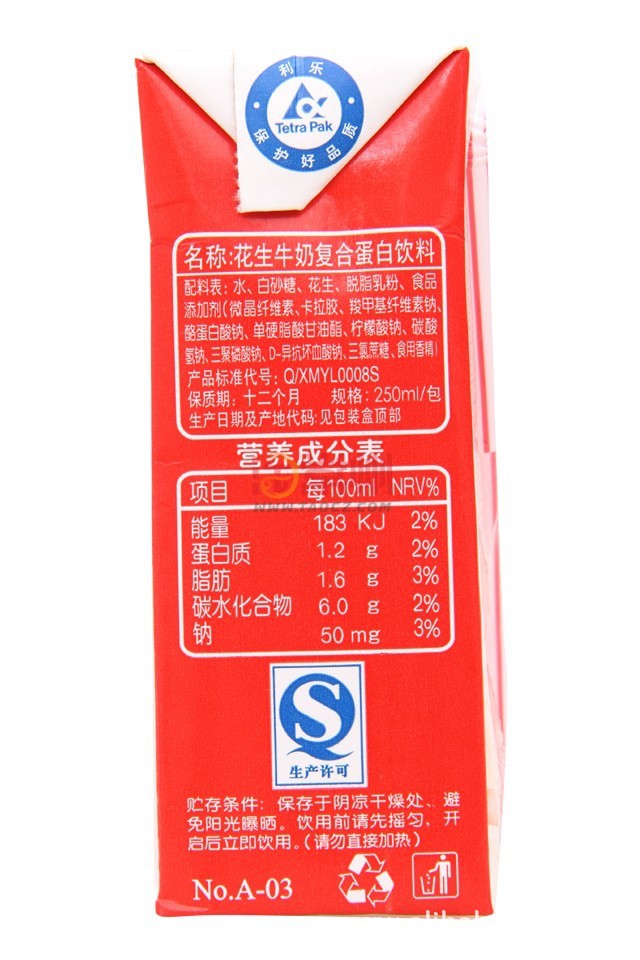 利乐
Tetra Pak
保护好品质
名称:花生牛奶复合蛋白饮料
配料表: 水、白砂糖、花生、脱脂乳粉、食品
添加剂(微晶纤维素、卡拉胶、羧甲基纤维素钠、
酪蛋白酸钠、单硬脂酸甘油酯、柠檬酸钠、碳酸
氢钠、三聚磷酸钠、D-异抗坏血酸钠、三氯蔗糖、食用香精)
产品标准代号: Q/XMYL0008S
保质期: 十二个月 规格: 250ml/包
生产日期及产地代码:见包装盒顶部
营养成分表
项目 每100ml NRV%
能量 183 KJ 2%
蛋白质 1.2 g 2%
脂肪 1.6 g 3%
碳水化合物 6.0 g 2%
钠 50 mg 3%
QS
生产许可
贮存条件: 保存于阴凉干燥处、避
免阳光曝晒。饮用前请先摇匀, 开
启后立即饮用。(请勿直接加热)
No.A-03